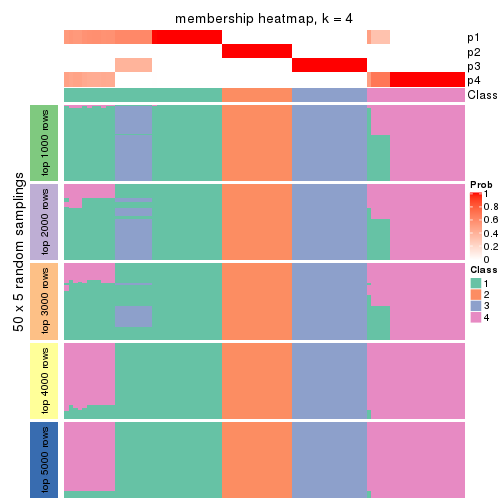 membership heatmap, k = 4
p1
p2
p3
p4
Class
50 x 5 random samplings
top 1000 rows
top 2000 rows
top 3000 rows
top 4000 rows
top 5000 rows
Prob
1
0.8
0.6
0.4
0.2
0
Class
1
2
3
4